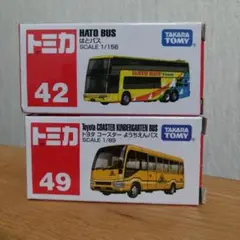 トミカ
42
HATO BUS
はとバス
SCALE 1/156
TAKARA
TOMY
トミカ
49
Toyota COASTER KINDERGARTEN BUS
トヨタ コースター ようちえんバス
SCALE 1/89
TAKARA
TOMY